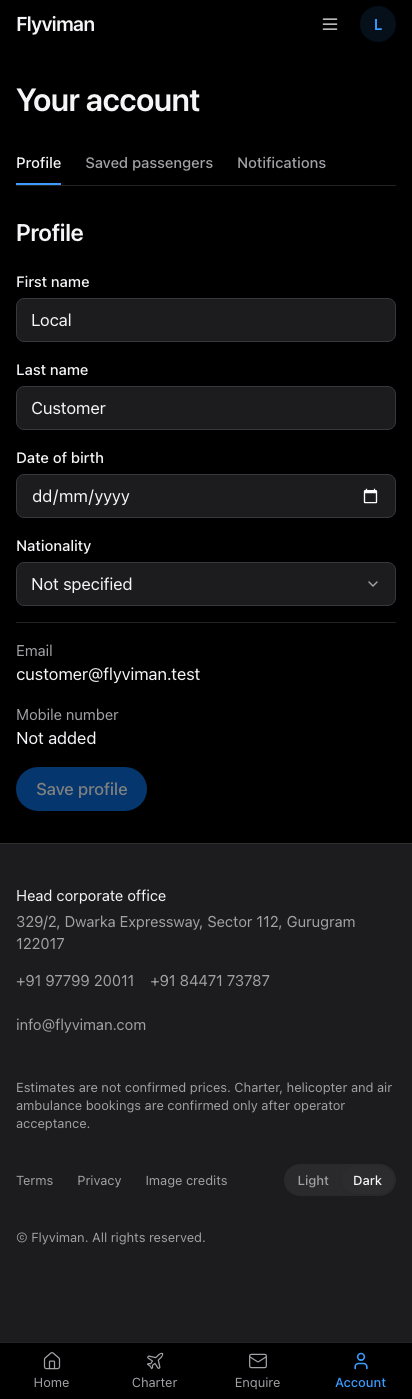 Flyviman
L
Your account
Profile
Saved passengers
Notifications
Profile
First name
Local
Last name
Customer
Date of birth
dd/mm/yyyy
Nationality
Not specified
Email
customer@flyviman.test
Mobile number
Not added
Save profile
Head corporate office
329/2, Dwarka Expressway, Sector 112, Gurugram
122017
+91 97799 20011
+91 84471 73787
info@flyviman.com
Estimates are not confirmed prices. Charter, helicopter and air
ambulance bookings are confirmed only after operator
acceptance.
Terms
Privacy
Image credits
Light
Dark
© Flyviman. All rights reserved.
Home
Charter
Enquire
Account